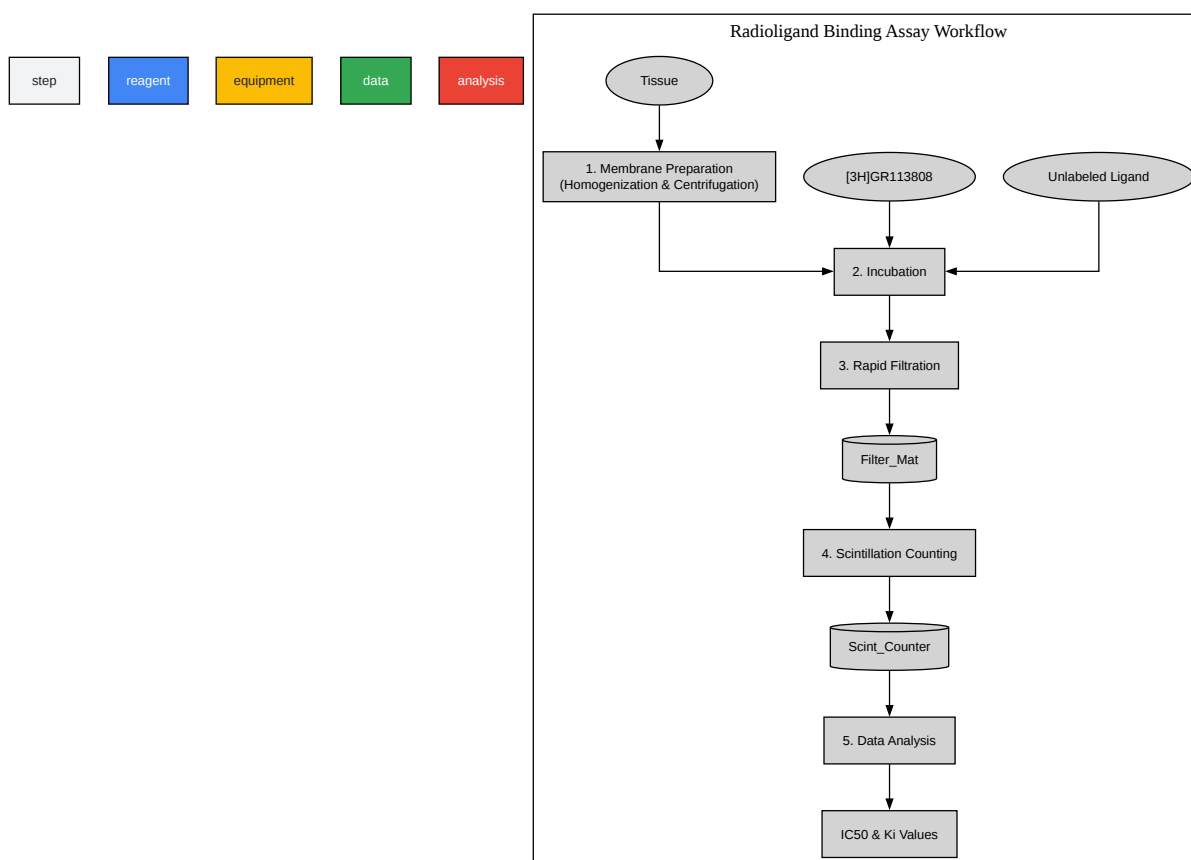 Radioligand Binding Assay Workflow
step
reagent
equipment
data
analysis
Tissue
1. Membrane Preparation
(Homogenization & Centrifugation)
[3H]GR113808
Unlabeled Ligand
2. Incubation
3. Rapid Filtration
Filter_Mat
4. Scintillation Counting
Scint_Counter
5. Data Analysis
IC50 & Ki Values